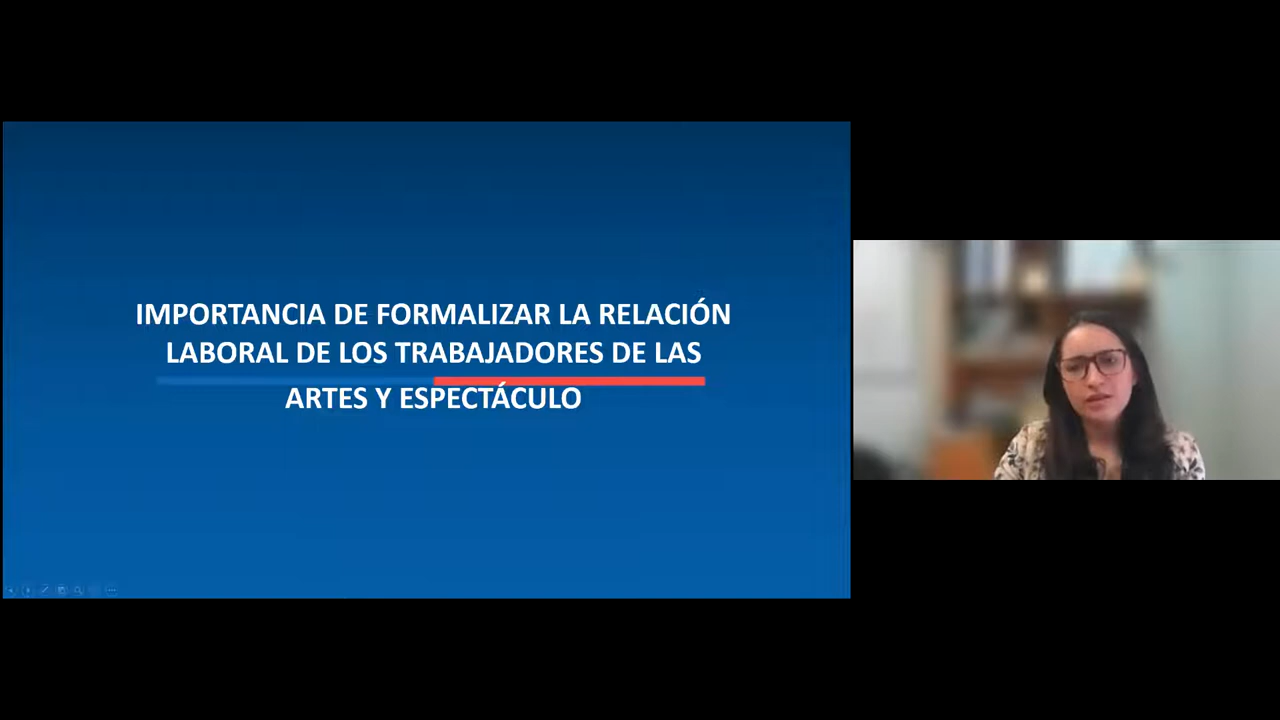 IMPORTANCIA DE FORMALIZAR LA RELACIÓN
LABORAL DE LOS TRABAJADORES DE LAS
ARTES Y ESPECTÁCULO